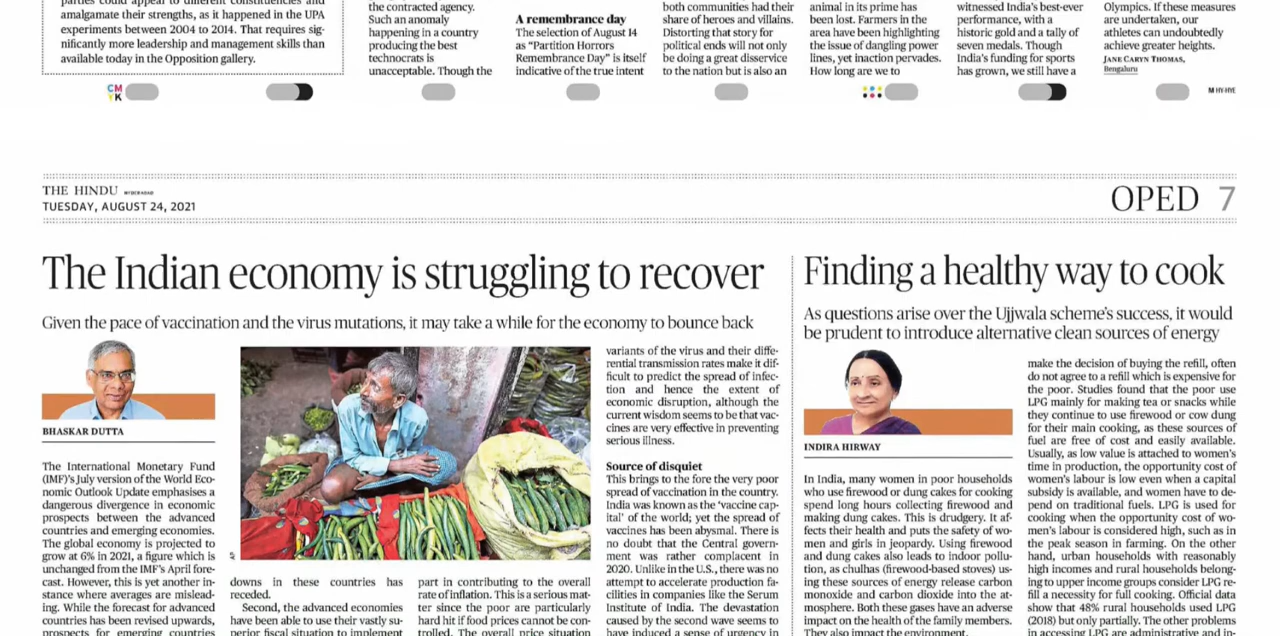 parties could appeal to different constituencies and
amalgamate their strengths, as it happened in the UPA
experiments between 2004 to 2014. That requires sig-
nificantly more leadership and management skills than
available today in the Opposition gallery.
the contracted agency.
Such an anomaly
happening in a country
producing the best
technocrats is
unacceptable. Though the
A remembrance day
The selection of August 14
as “Partition Horrors
Remembrance Day” is itself
indicative of the true intent
both communities had their
share of heroes and villains.
Distorting that story for
political ends will not only
be doing a great disservice
to the nation but is also an
animal in its prime has
been lost. Farmers in the
area have been highlighting
the issue of dangling power
lines, yet inaction pervades.
How long are we to
witnessed India’s best-ever
performance, with a
historic gold and a tally of
seven medals. Though
India’s funding for sports
has grown, we still have a
Olympics. If these measures
are undertaken, our
athletes can undoubtedly
achieve greater heights.
JANE CARYN THOMAS,
Bengaluru
CM
YK
M HY-HYE
THE HINDU HYDERABAD
TUESDAY, AUGUST 24, 2021
OPED 7
The Indian economy is struggling to recover
Given the pace of vaccination and the virus mutations, it may take a while for the economy to bounce back
BHASKAR DUTTA
The International Monetary Fund
(IMF)’s July version of the World Eco-
nomic Outlook Update emphasises a
dangerous divergence in economic
prospects between the advanced
countries and emerging economies.
The global economy is projected to
grow at 6% in 2021, a figure which is
unchanged from the IMF’s April fore-
cast. However, this is yet another in-
stance where averages are mislead-
ing. While the forecast for advanced
countries has been revised upwards,
prospects for emerging countries
AP
downs in these countries has
receded.
Second, the advanced economies
have been able to use their vastly su-
perior fiscal situation to implement
part in contributing to the overall
rate of inflation. This is a serious mat-
ter since the poor are particularly
hard hit if food prices cannot be con-
trolled. The overall price situation
variants of the virus and their diffe-
rential transmission rates make it dif-
ficult to predict the spread of infec-
tion and hence the extent of
economic disruption, although the
current wisdom seems to be that vac-
cines are very effective in preventing
serious illness.
Source of disquiet
This brings to the fore the very poor
spread of vaccination in the country.
India was known as the ‘vaccine cap-
ital’ of the world; yet the spread of
vaccines has been abysmal. There is
no doubt that the Central govern-
ment was rather complacent in
2020. Unlike in the U.S., there was no
attempt to accelerate production fa-
cilities in companies like the Serum
Institute of India. The devastation
caused by the second wave seems to
have induced a sense of urgency in
Finding a healthy way to cook
As questions arise over the Ujjwala scheme’s success, it would
be prudent to introduce alternative clean sources of energy
INDIRA HIRWAY
In India, many women in poor households
who use firewood or dung cakes for cooking
spend long hours collecting firewood and
making dung cakes. This is drudgery. It af-
fects their health and puts the safety of wo-
men and girls in jeopardy. Using firewood
and dung cakes also leads to indoor pollu-
tion, as chulhas (firewood-based stoves) us-
ing these sources of energy release carbon
monoxide and carbon dioxide into the at-
mosphere. Both these gases have an adverse
impact on the health of the family members.
They also impact the environment.
make the decision of buying the refill, often
do not agree to a refill which is expensive for
the poor. Studies found that the poor use
LPG mainly for making tea or snacks while
they continue to use firewood or cow dung
for their main cooking, as these sources of
fuel are free of cost and easily available.
Usually, as low value is attached to women’s
time in production, the opportunity cost of
women’s labour is low even when a capital
subsidy is available, and women have to de-
pend on traditional fuels. LPG is used for
cooking when the opportunity cost of wo-
men’s labour is considered high, such as in
the peak season in farming. On the other
hand, urban households with reasonably
high incomes and rural households belong-
ing to upper income groups consider LPG re-
fill a necessity for full cooking. Official data
show that 48% rural households used LPG
(2018) but only partially. The other problems
in accessing LPG are administrative and in-